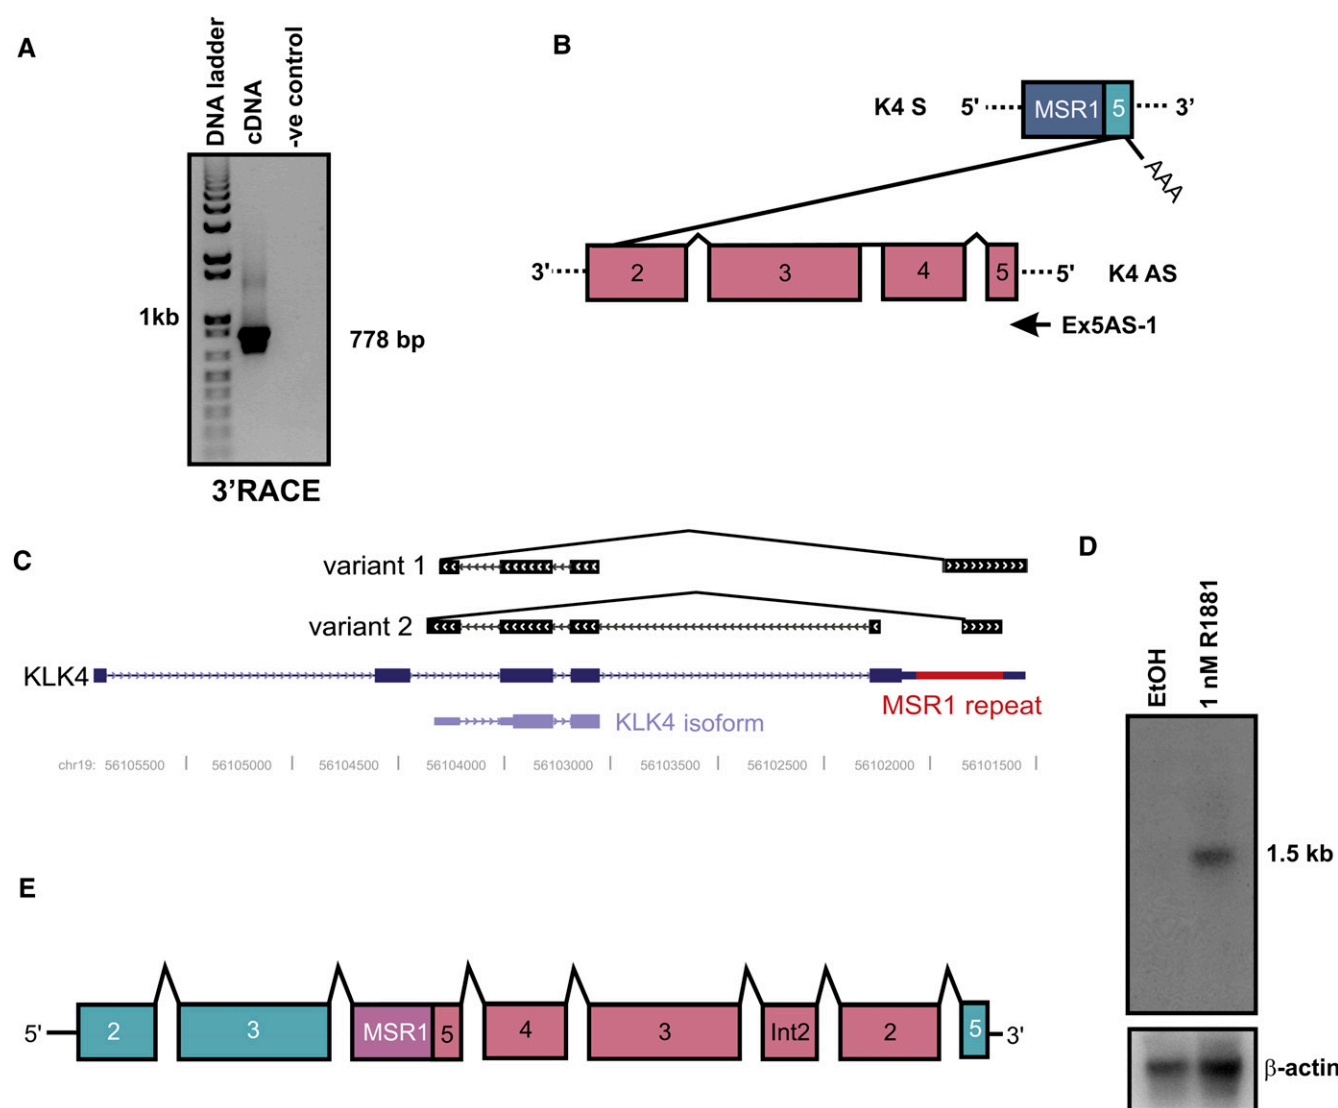 A
DNA ladder
cDNA
-ve control
1kb
778 bp
3'RACE
B
K4 S 5' MSR1 5 3'
AAA
3' 2 3 4 5 5' K4 AS
Ex5AS-1
C
variant 1
variant 2
KLK4
MSR1 repeat
KLK4 isoform
chr19: 56105500 | 56105000 | 56104500 | 56104000 | 56103000 | 56103500 | 56102500 | 56102000 | 56101500 |
D
EtOH
1 nM R1881
1.5 kb
β-actin
E
5' 2 3 MSR1 5 4 3 Int2 2 5 3'